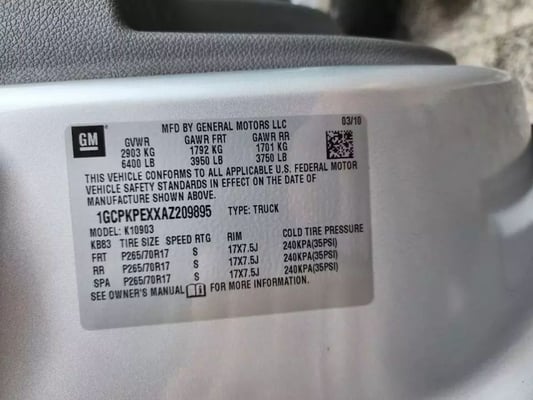 MFD BY GENERAL MOTORS LLC 03/10
GM
GVWR GAWR FRT GAWR RR
2903 KG 1792 KG 1701 KG
6400 LB 3950 LB 3750 LB
THIS VEHICLE CONFORMS TO ALL APPLICABLE U.S. FEDERAL MOTOR
VEHICLE SAFETY STANDARDS IN EFFECT ON THE DATE OF
MANUFACTURE SHOWN ABOVE.
1GCPKPEXXAZ209895 TYPE: TRUCK
MODEL: K10903
KB83 TIRE SIZE SPEED RTG RIM COLD TIRE PRESSURE
FRT P265/70R17 S 17X7.5J 240KPA(35PSI)
RR P265/70R17 S 17X7.5J 240KPA(35PSI)
SPA P265/70R17 S 17X7.5J 240KPA(35PSI)
SEE OWNER'S MANUAL FOR MORE INFORMATION.